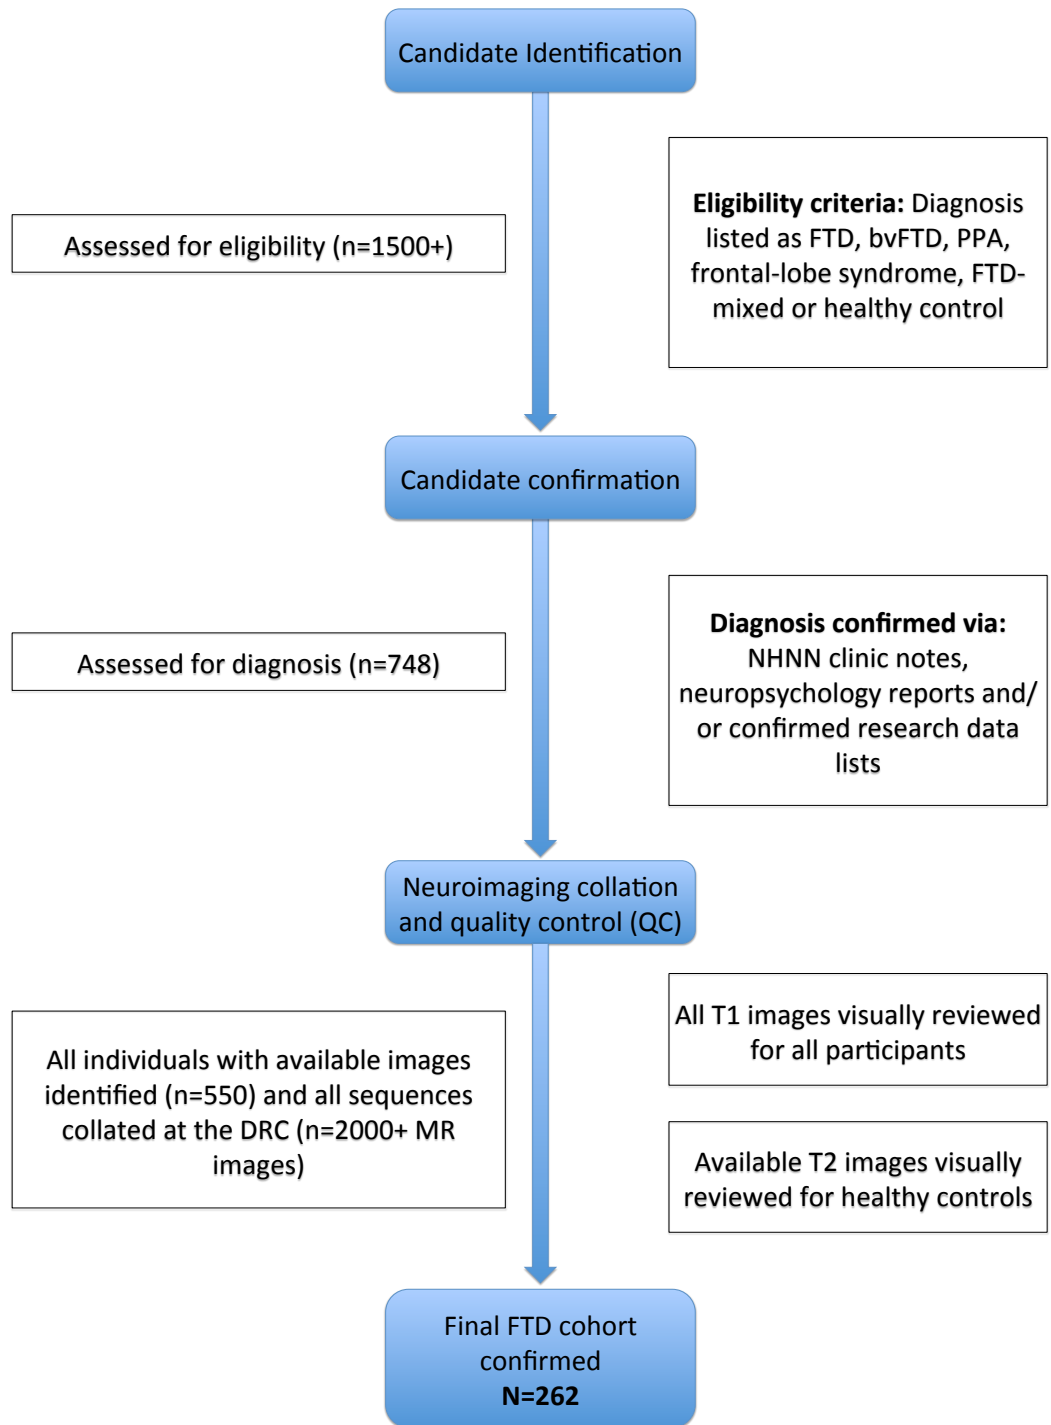 Candidate Identification
Assessed for eligibility (n=1500+)
Eligibility criteria: Diagnosis
listed as FTD, bvFTD, PPA,
frontal-lobe syndrome, FTD-
mixed or healthy control
Candidate confirmation
Assessed for diagnosis (n=748)
Diagnosis confirmed via:
NHNN clinic notes,
neuropsychology reports and/
or confirmed research data
lists
Neuroimaging collation
and quality control (QC)
All individuals with available images
identified (n=550) and all sequences
collated at the DRC (n=2000+ MR
images)
All T1 images visually reviewed
for all participants
Available T2 images visually
reviewed for healthy controls
Final FTD cohort
confirmed
N=262